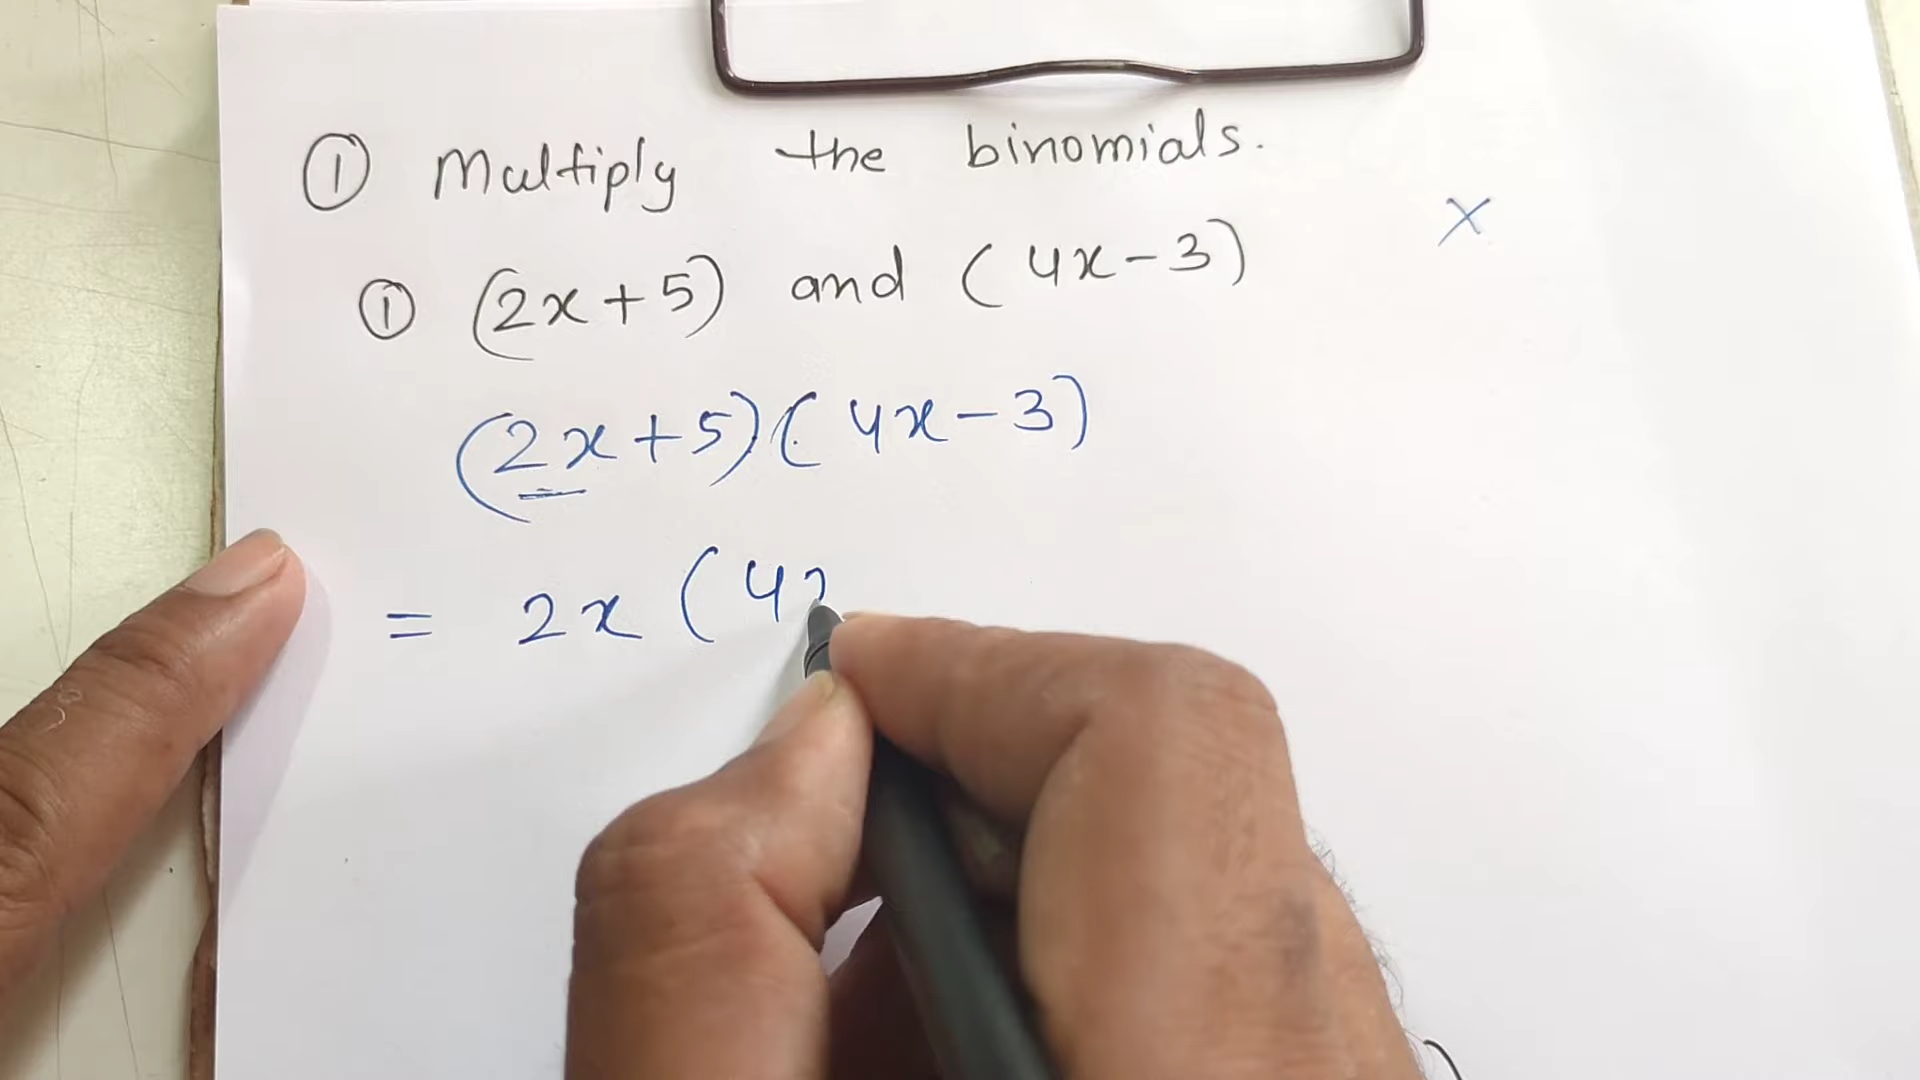 ① Multiply the binomials.
×
① (2x+5) and (4x-3)
(2x+5)(4x-3)
= 2x (4